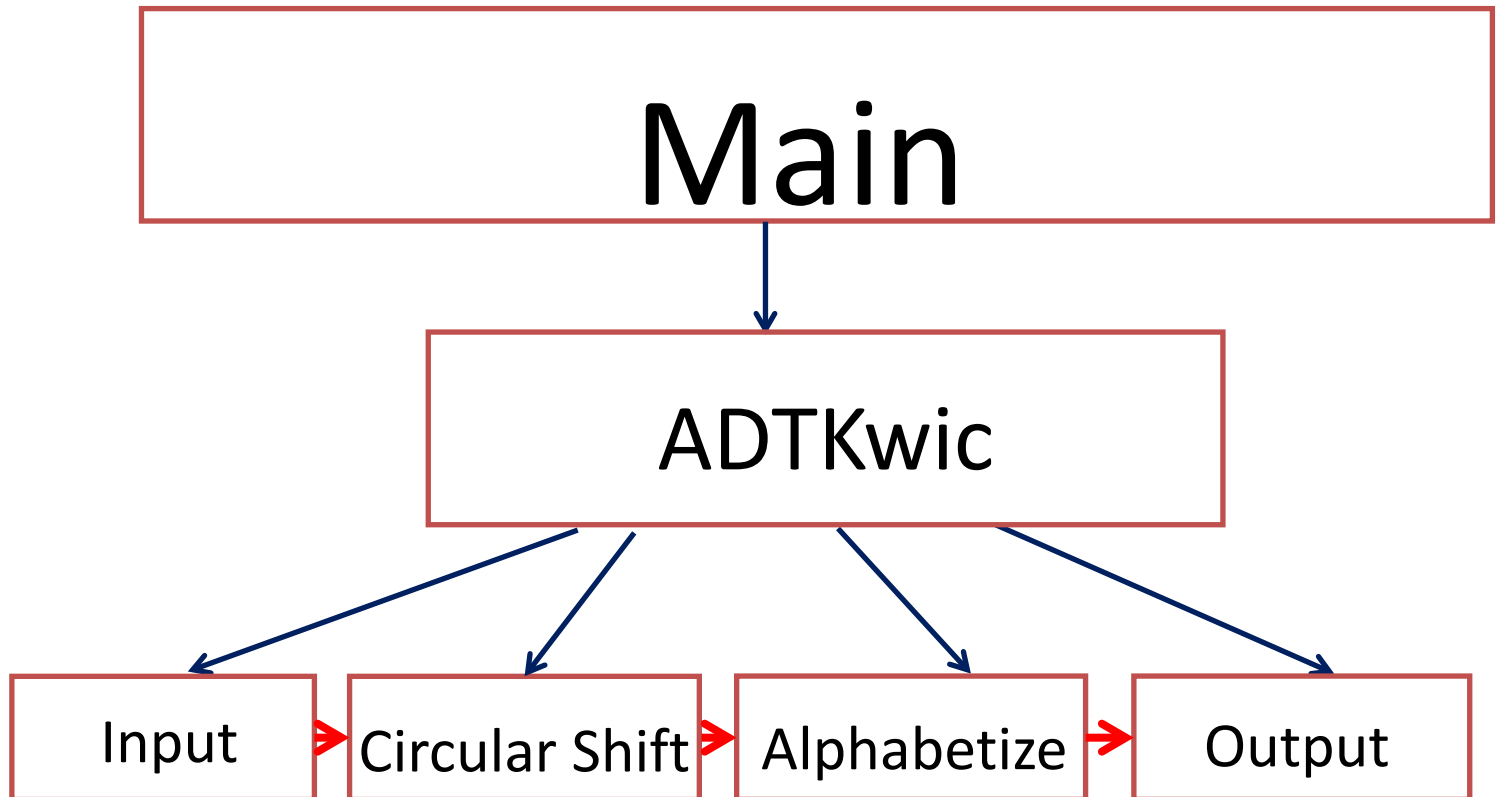 Main
ADTKwic
Input
Circular Shift
Alphabetize
Output